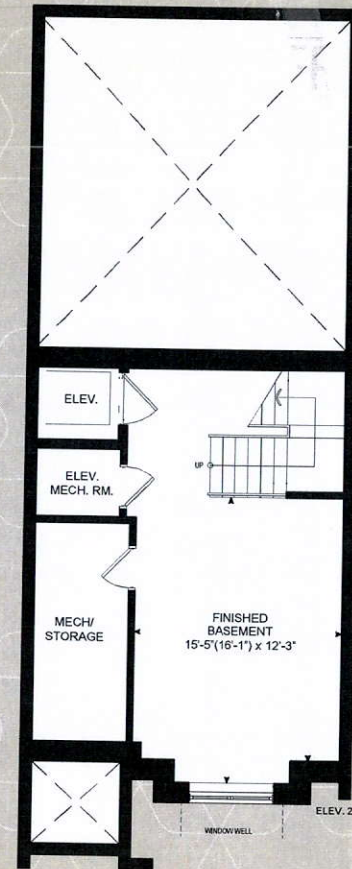 ELEV.
UP
ELEV.
MECH. RM.
MECH/
STORAGE
FINISHED
BASEMENT
15'-5"(16'-1") x 12'-3"
ELEV. 2
WINDOW WELL